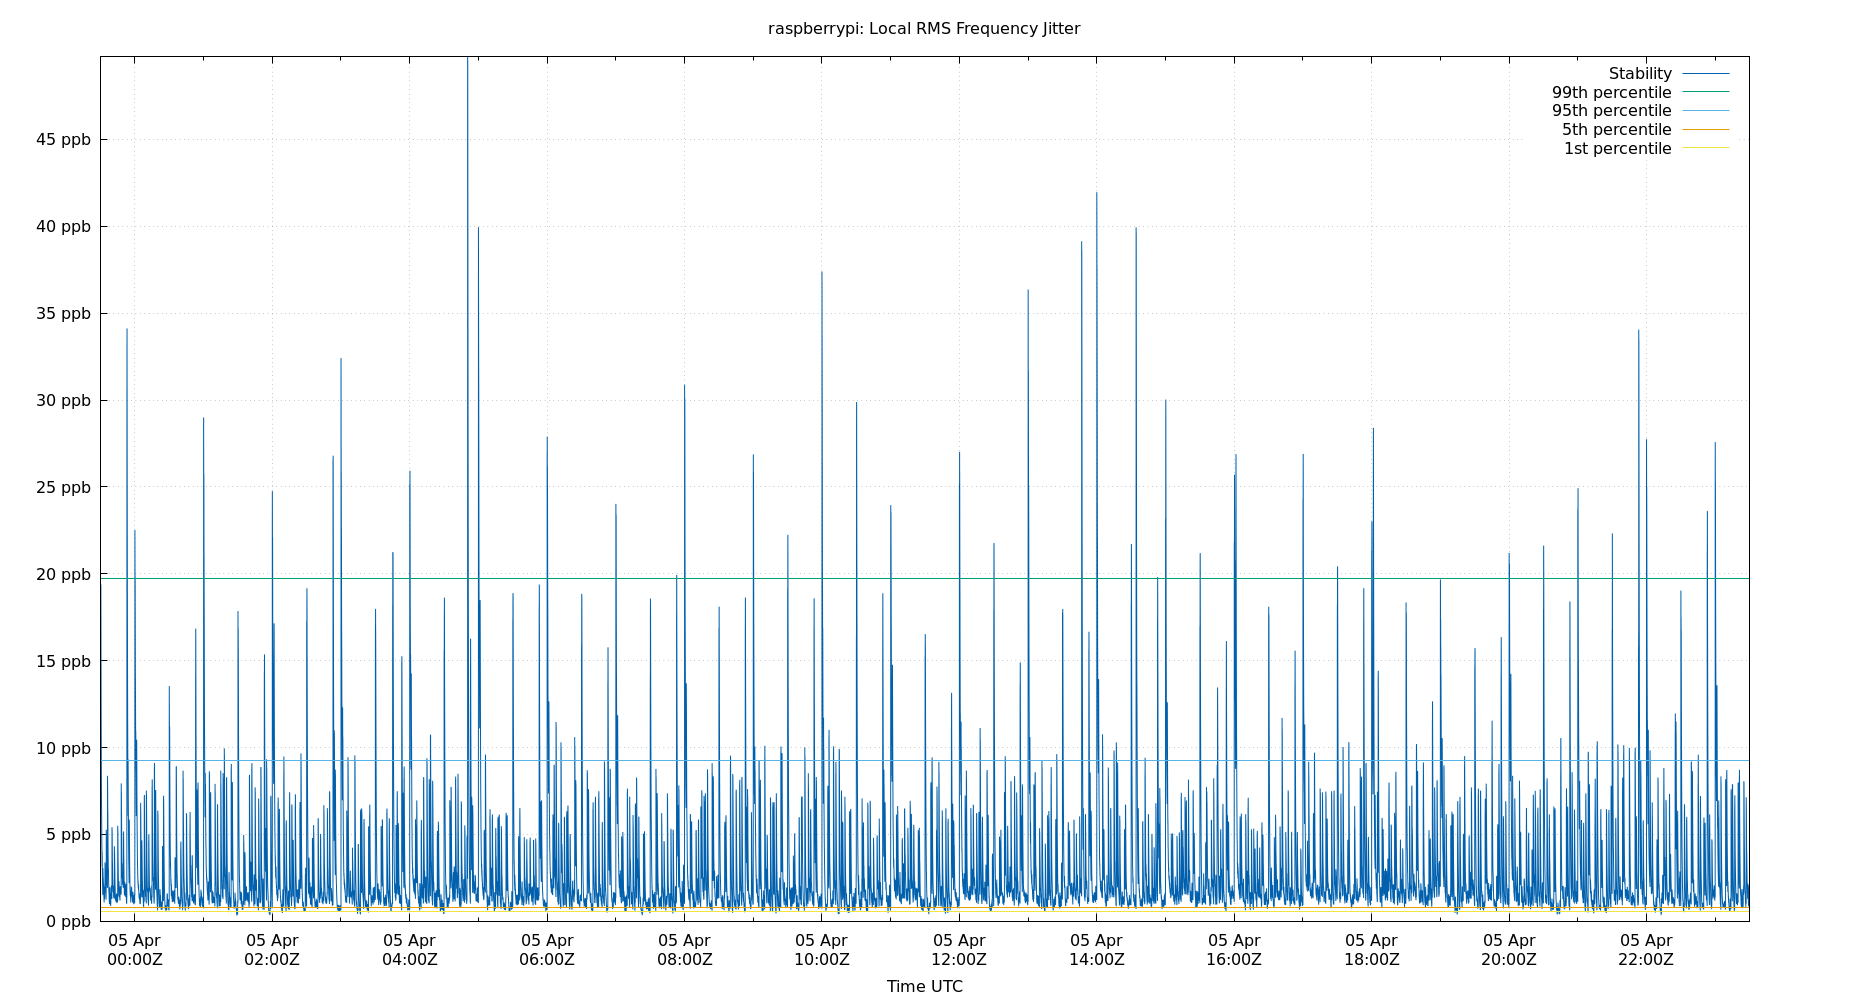 raspberrypi: Local RMS Frequency Jitter
Stability
99th percentile
95th percentile
5th percentile
1st percentile
45 ppb
40 ppb
35 ppb
30 ppb
25 ppb
20 ppb
15 ppb
10 ppb
5 ppb
0 ppb
05 Apr 05 Apr 05 Apr 05 Apr 05 Apr 05 Apr 05 Apr 05 Apr 05 Apr 05 Apr 05 Apr 05 Apr
00:00Z 02:00Z 04:00Z 06:00Z 08:00Z 10:00Z 12:00Z 14:00Z 16:00Z 18:00Z 20:00Z 22:00Z
Time UTC